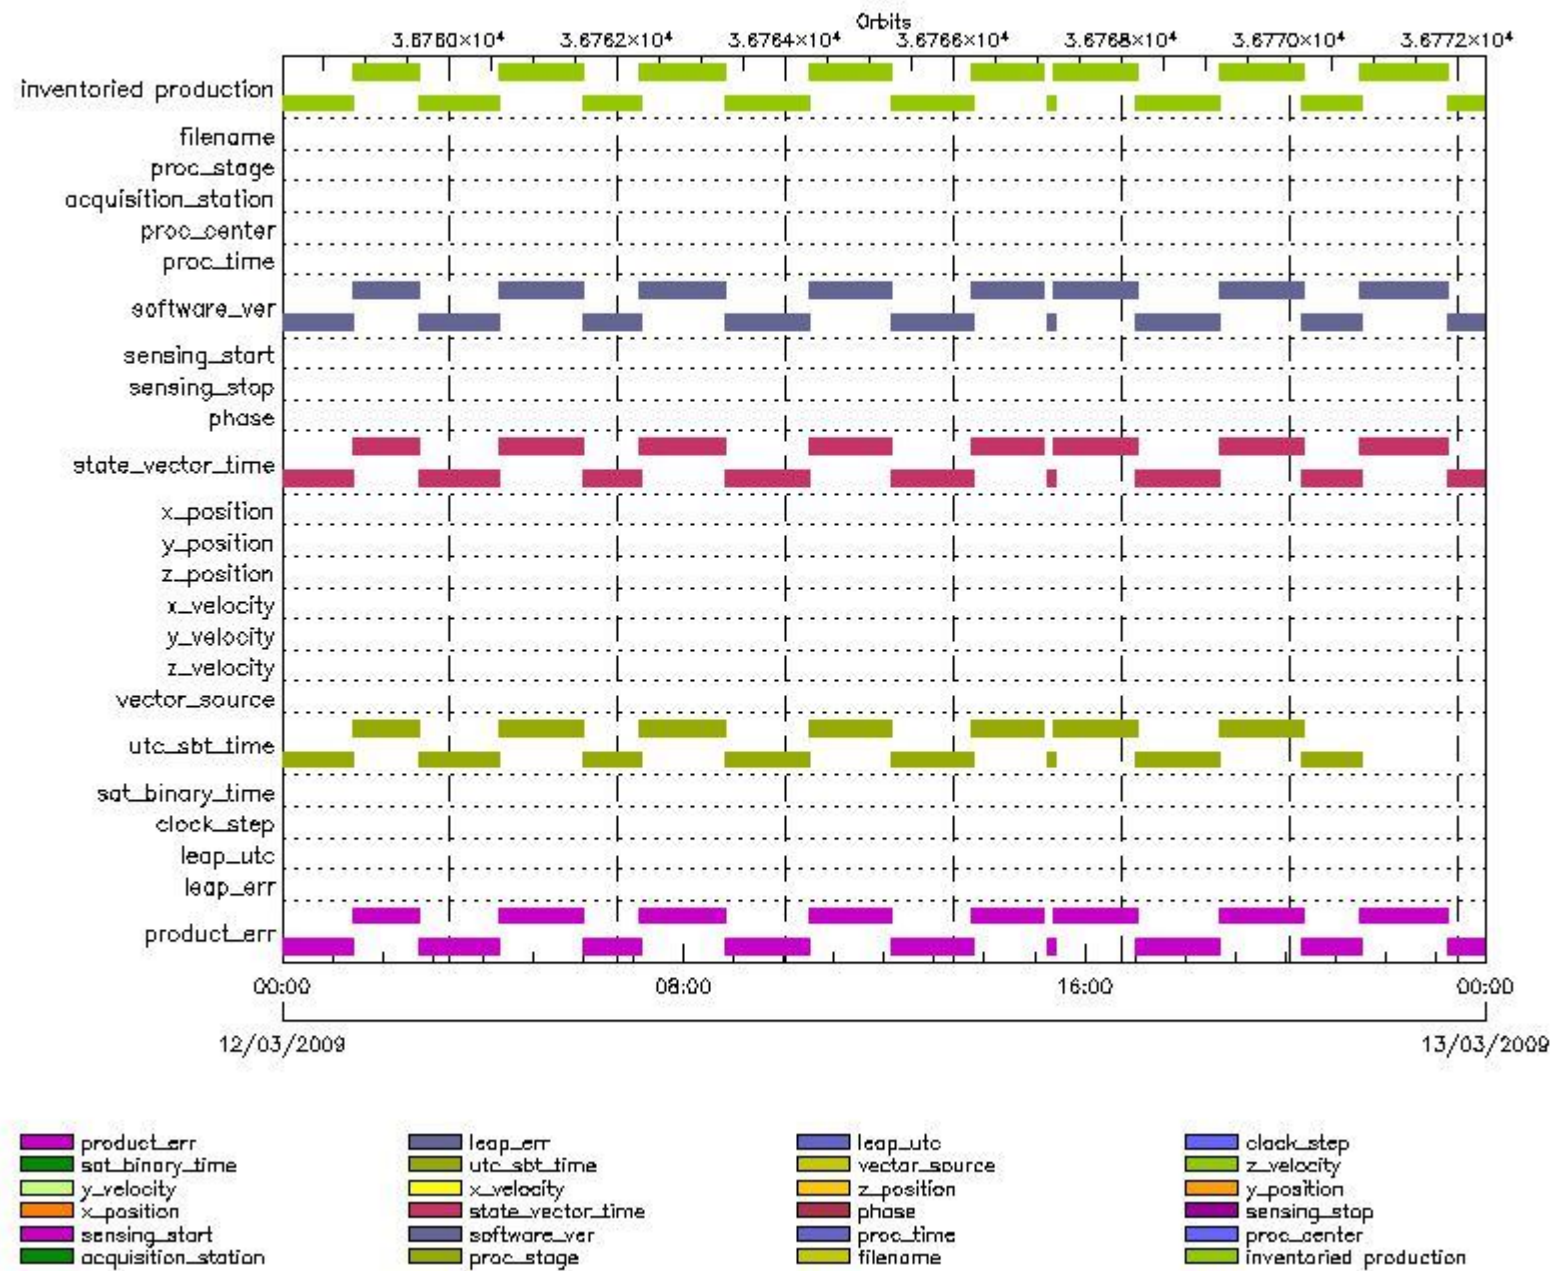 Orbits
3.6760×10⁴ 3.6762×10⁴ 3.6764×10⁴ 3.6766×10⁴ 3.6768×10⁴ 3.6770×10⁴ 3.6772×10⁴
inventoried production
filename
proc_stage
acquisition_station
proc_center
proc_time
software_ver
sensing_start
sensing_stop
phase
state_vector_time
x_position
y_position
z_position
x_velocity
y_velocity
z_velocity
vector_source
utc_sbt_time
sat_binary_time
clock_step
leap_utc
leap_err
product_err
00:00 08:00 16:00 00:00
12/03/2009 13/03/2009
product_err leap_err leap_utc clock_step
sat_binary_time utc_sbt_time vector_source z_velocity
y_velocity x_velocity z_position y_position
x_position state_vector_time phase sensing_stop
sensing_start software_ver proc_time proc_center
acquisition_station proc_stage filename inventoried production